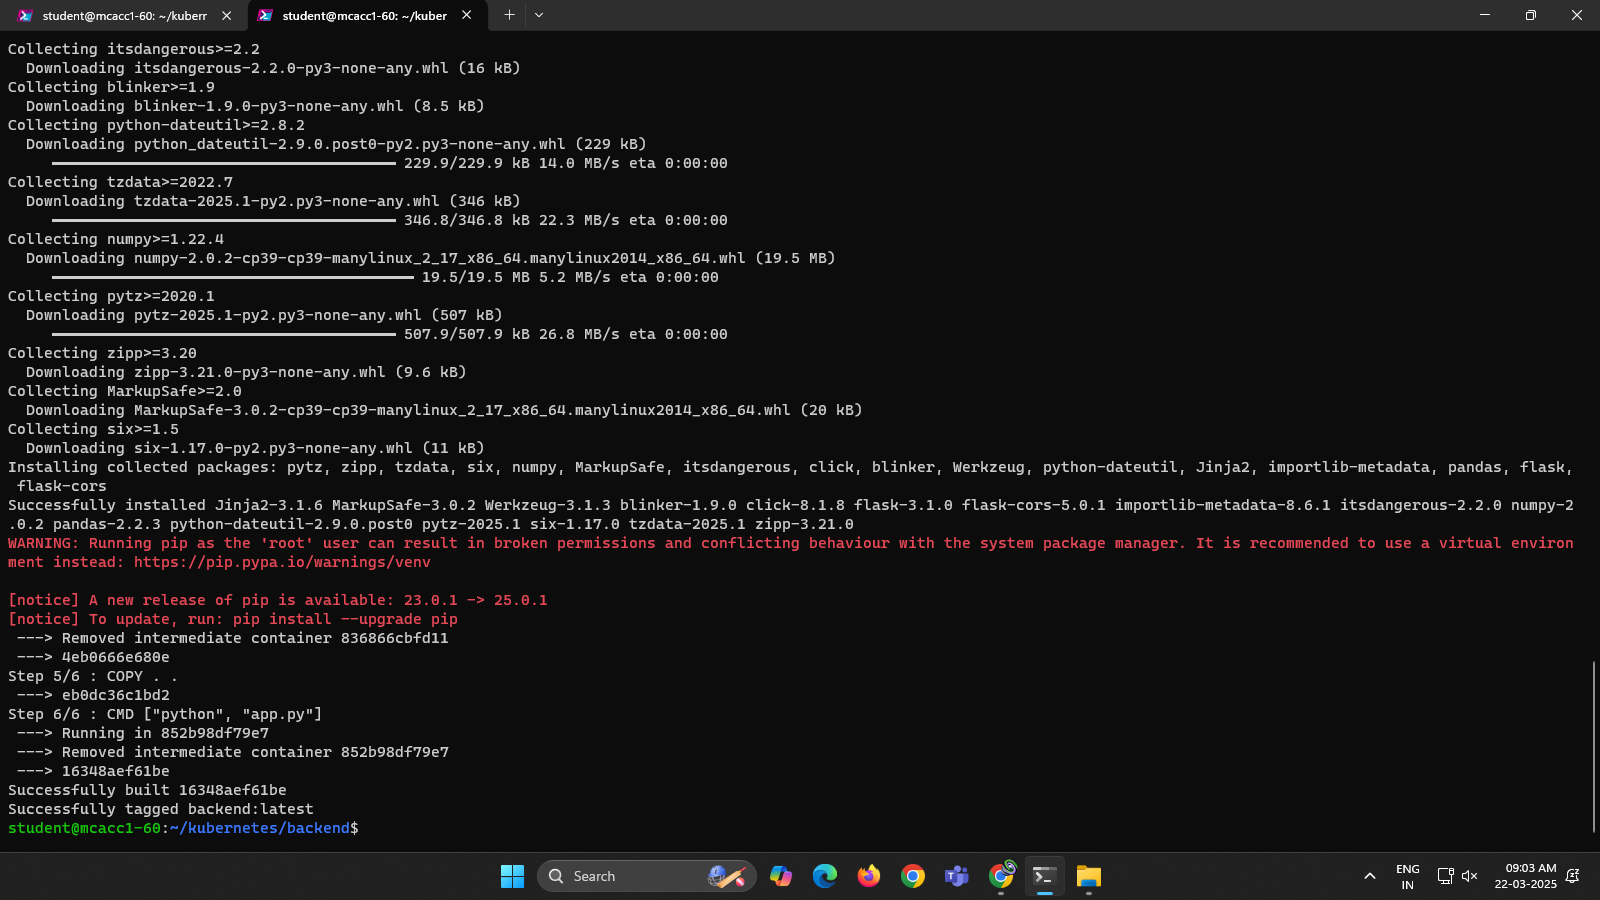 student@mcacc1-60: ~/kuberr
student@mcacc1-60: ~/kuber
Collecting itsdangerous>=2.2
  Downloading itsdangerous-2.2.0-py3-none-any.whl (16 kB)
Collecting blinker>=1.9
  Downloading blinker-1.9.0-py3-none-any.whl (8.5 kB)
Collecting python-dateutil>=2.8.2
  Downloading python_dateutil-2.9.0.post0-py2.py3-none-any.whl (229 kB)
229.9/229.9 kB 14.0 MB/s eta 0:00:00
Collecting tzdata>=2022.7
  Downloading tzdata-2025.1-py2.py3-none-any.whl (346 kB)
346.8/346.8 kB 22.3 MB/s eta 0:00:00
Collecting numpy>=1.22.4
  Downloading numpy-2.0.2-cp39-cp39-manylinux_2_17_x86_64.manylinux2014_x86_64.whl (19.5 MB)
19.5/19.5 MB 5.2 MB/s eta 0:00:00
Collecting pytz>=2020.1
  Downloading pytz-2025.1-py2.py3-none-any.whl (507 kB)
507.9/507.9 kB 26.8 MB/s eta 0:00:00
Collecting zipp>=3.20
  Downloading zipp-3.21.0-py3-none-any.whl (9.6 kB)
Collecting MarkupSafe>=2.0
  Downloading MarkupSafe-3.0.2-cp39-cp39-manylinux_2_17_x86_64.manylinux2014_x86_64.whl (20 kB)
Collecting six>=1.5
  Downloading six-1.17.0-py2.py3-none-any.whl (11 kB)
Installing collected packages: pytz, zipp, tzdata, six, numpy, MarkupSafe, itsdangerous, click, blinker, Werkzeug, python-dateutil, Jinja2, importlib-metadata, pandas, flask,
 flask-cors
Successfully installed Jinja2-3.1.6 MarkupSafe-3.0.2 Werkzeug-3.1.3 blinker-1.9.0 click-8.1.8 flask-3.1.0 flask-cors-5.0.1 importlib-metadata-8.6.1 itsdangerous-2.2.0 numpy-2
.0.2 pandas-2.2.3 python-dateutil-2.9.0.post0 pytz-2025.1 six-1.17.0 tzdata-2025.1 zipp-3.21.0
WARNING: Running pip as the 'root' user can result in broken permissions and conflicting behaviour with the system package manager. It is recommended to use a virtual environ
ment instead: https://pip.pypa.io/warnings/venv
[notice] A new release of pip is available: 23.0.1 -> 25.0.1
[notice] To update, run: pip install --upgrade pip
 ---> Removed intermediate container 836866cbfd11
 ---> 4eb0666e680e
Step 5/6 : COPY . .
 ---> eb0dc36c1bd2
Step 6/6 : CMD ["python", "app.py"]
 ---> Running in 852b98df79e7
 ---> Removed intermediate container 852b98df79e7
 ---> 16348aef61be
Successfully built 16348aef61be
Successfully tagged backend:latest
student@mcacc1-60:~/kubernetes/backend$
Search
ENG
IN
09:03 AM
22-03-2025